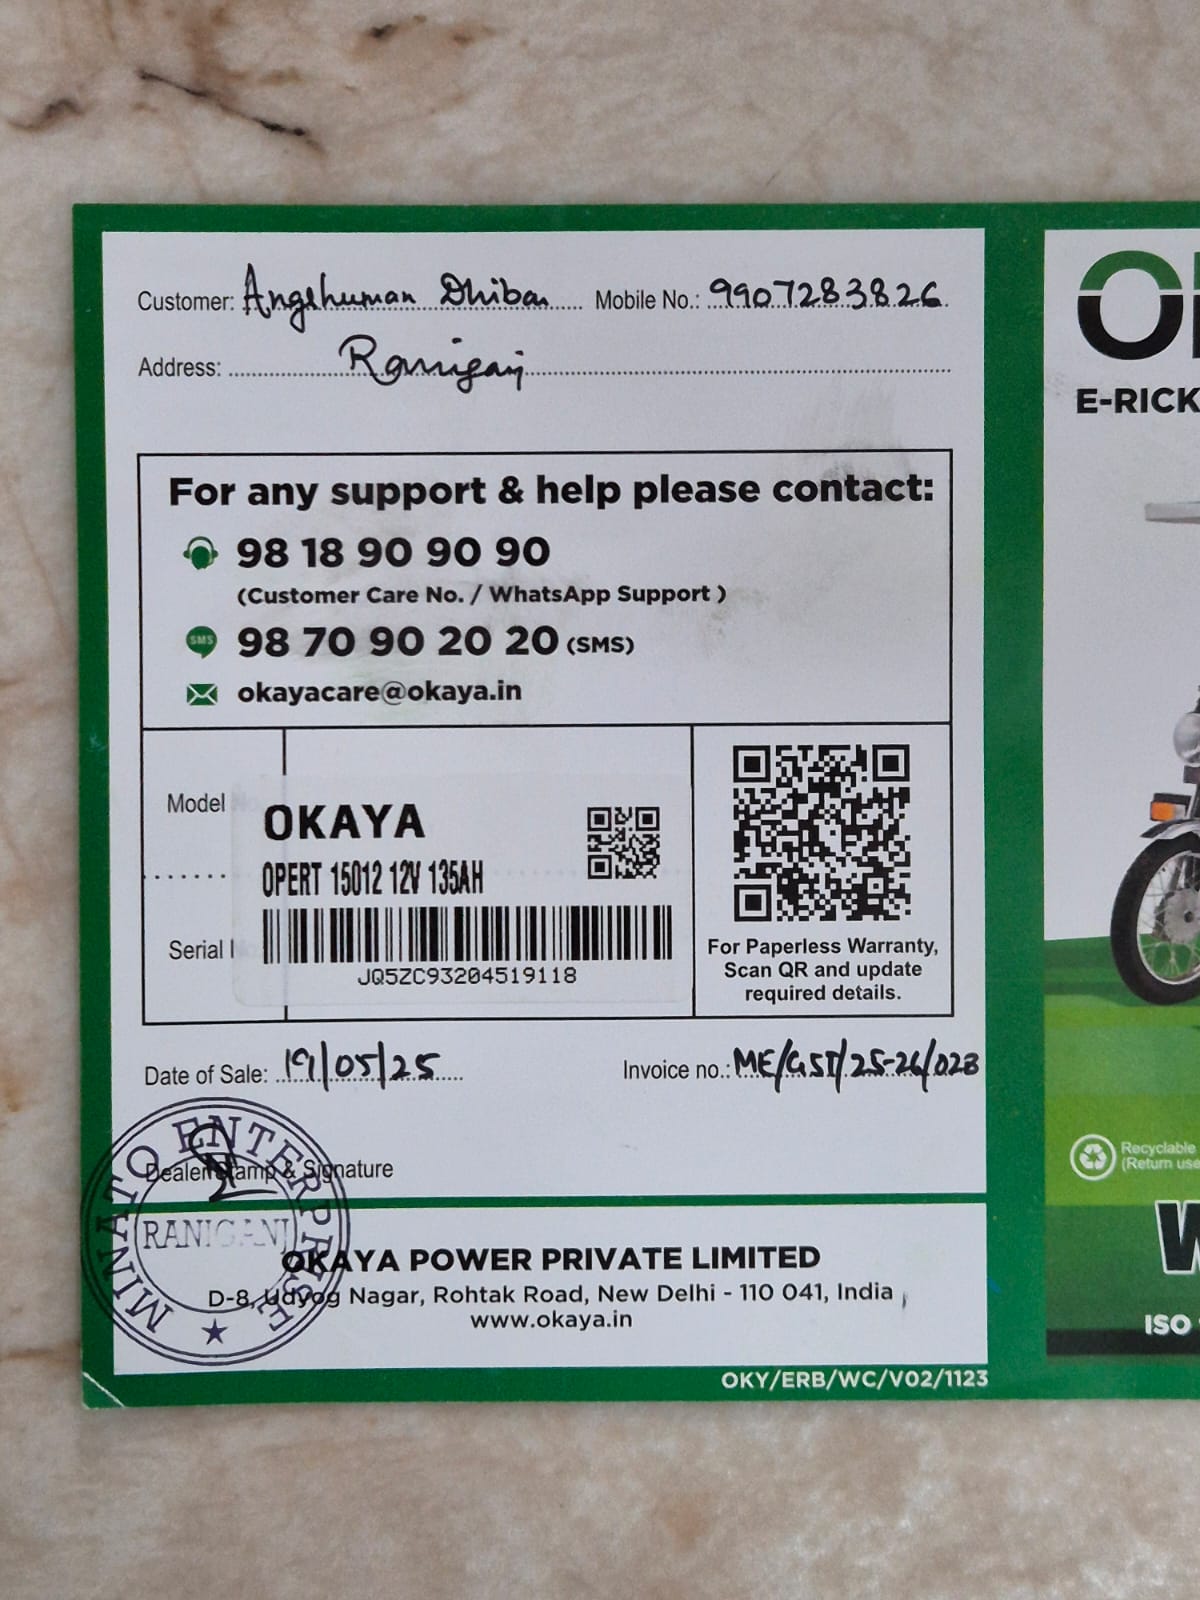 Customer: Angshuman Dhibar Mobile No.: 9907283826
Address: Raniganj
For any support & help please contact:
98 18 90 90 90
(Customer Care No. / WhatsApp Support )
SMS 98 70 90 20 20 (SMS)
okayacare@okaya.in
Model
OKAYA
OPERT 15012 12V 135AH
Serial
JQ5ZC93204519118
For Paperless Warranty,
Scan QR and update
required details.
Date of Sale: 19/05/25 Invoice no.: ME/GST/25-26/028
Dealer Stamp & Signature
MINATO ENTERPRISE
RANIGANJ
OKAYA POWER PRIVATE LIMITED
D-8, Udyog Nagar, Rohtak Road, New Delhi - 110 041, India
www.okaya.in
OKY/ERB/WC/V02/1123
E-RICK
Recyclable
(Return use
ISO